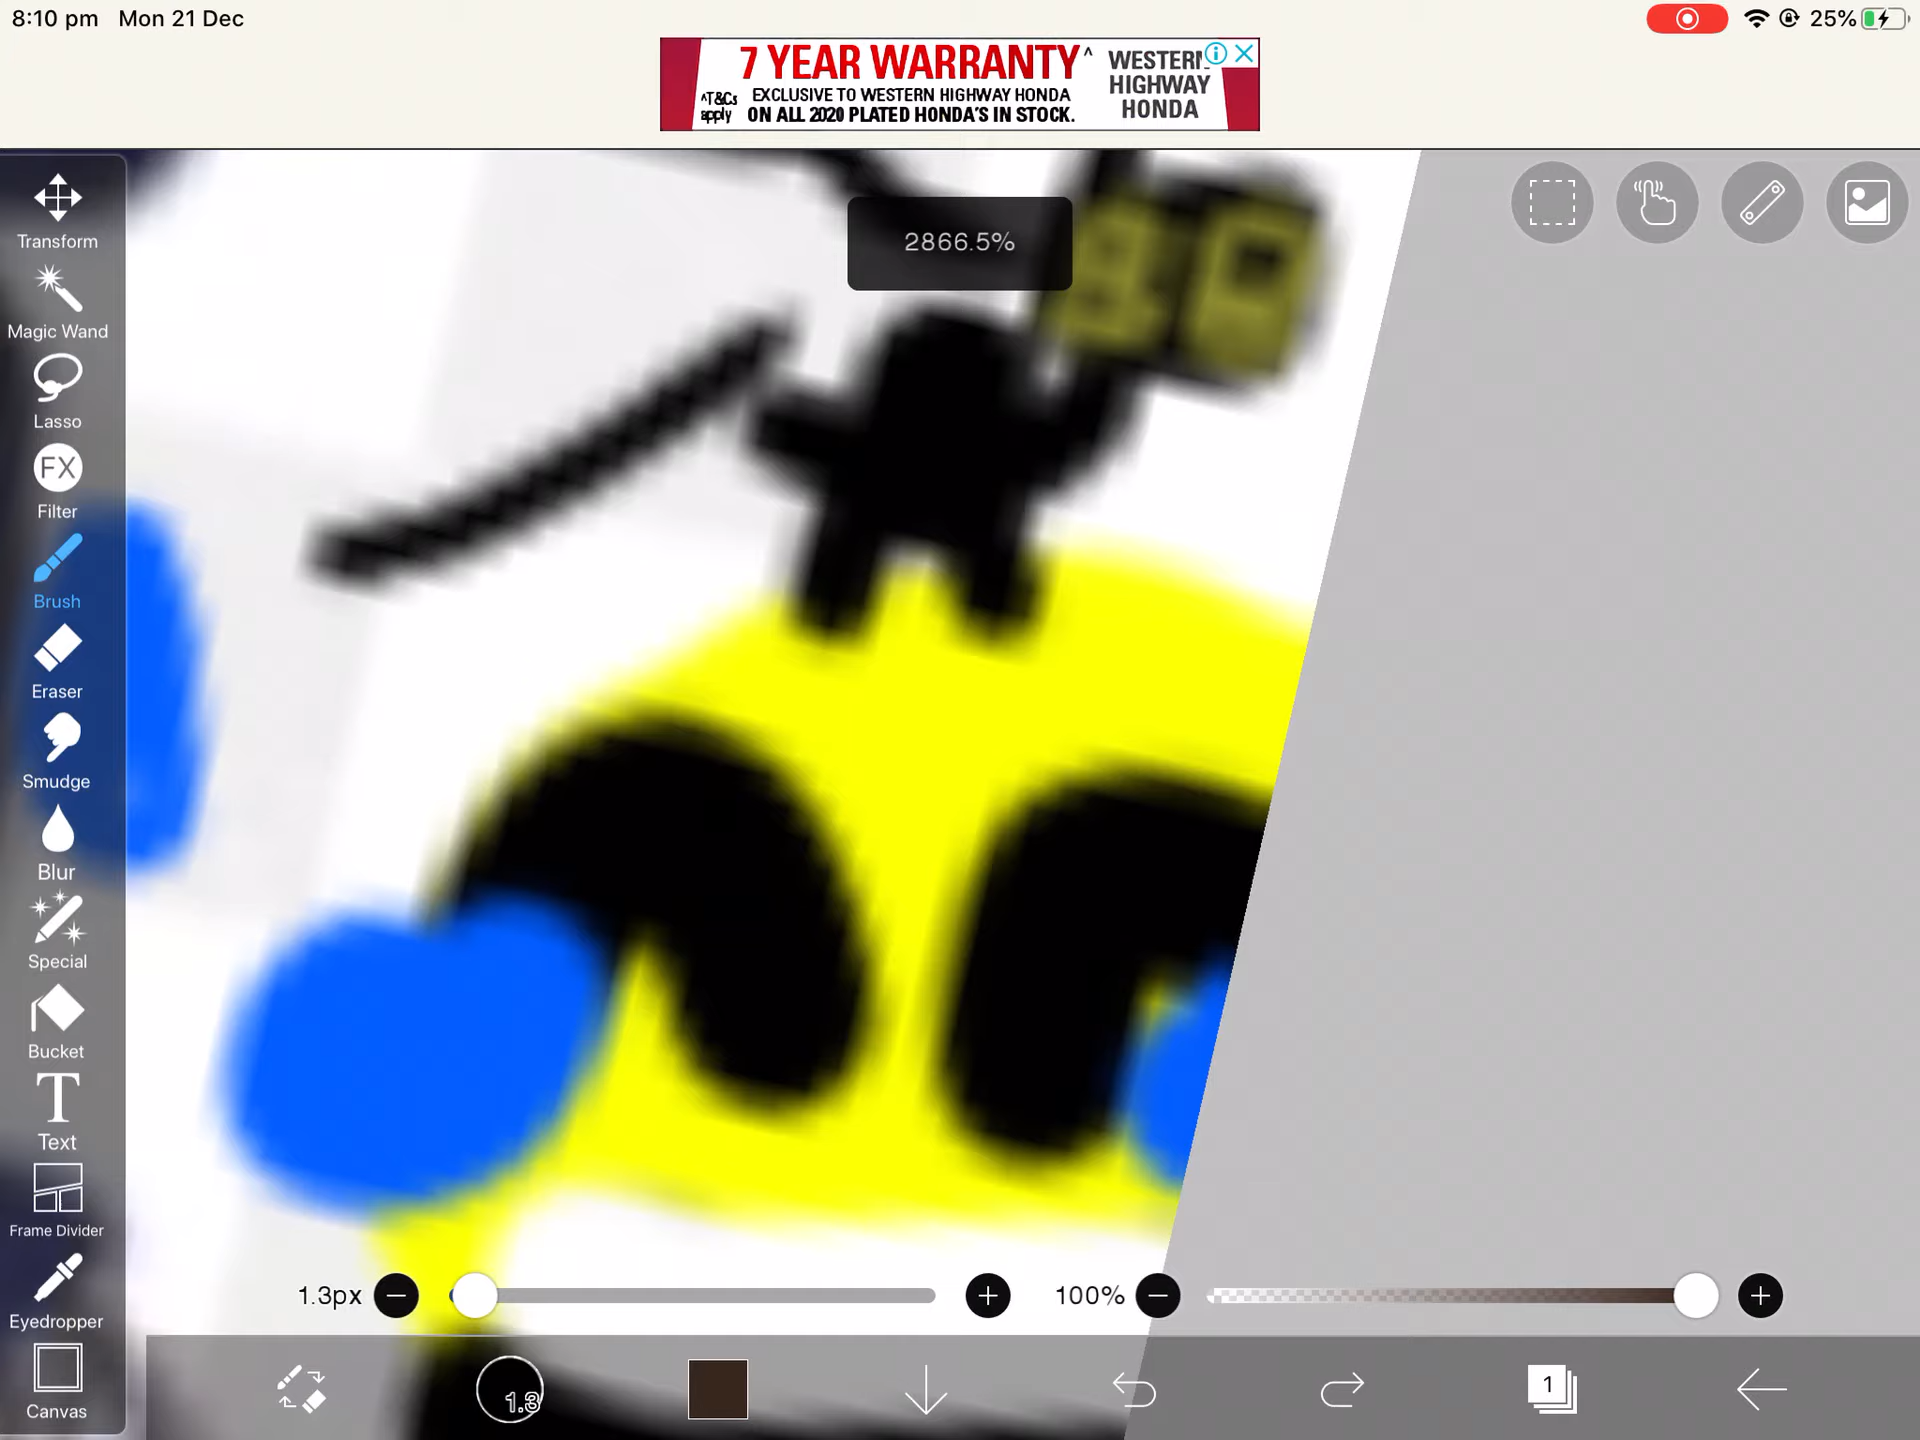 8:10 pm Mon 21 Dec
25%
7 YEAR WARRANTY^
^T&Cs apply
EXCLUSIVE TO WESTERN HIGHWAY HONDA
ON ALL 2020 PLATED HONDA'S IN STOCK.
WESTERN
HIGHWAY
HONDA
2866.5%
Transform
Magic Wand
Lasso
FX
Filter
Brush
Eraser
Smudge
Blur
Special
Bucket
T
Text
Frame Divider
Eyedropper
Canvas
1.3px
100%
1.3
1